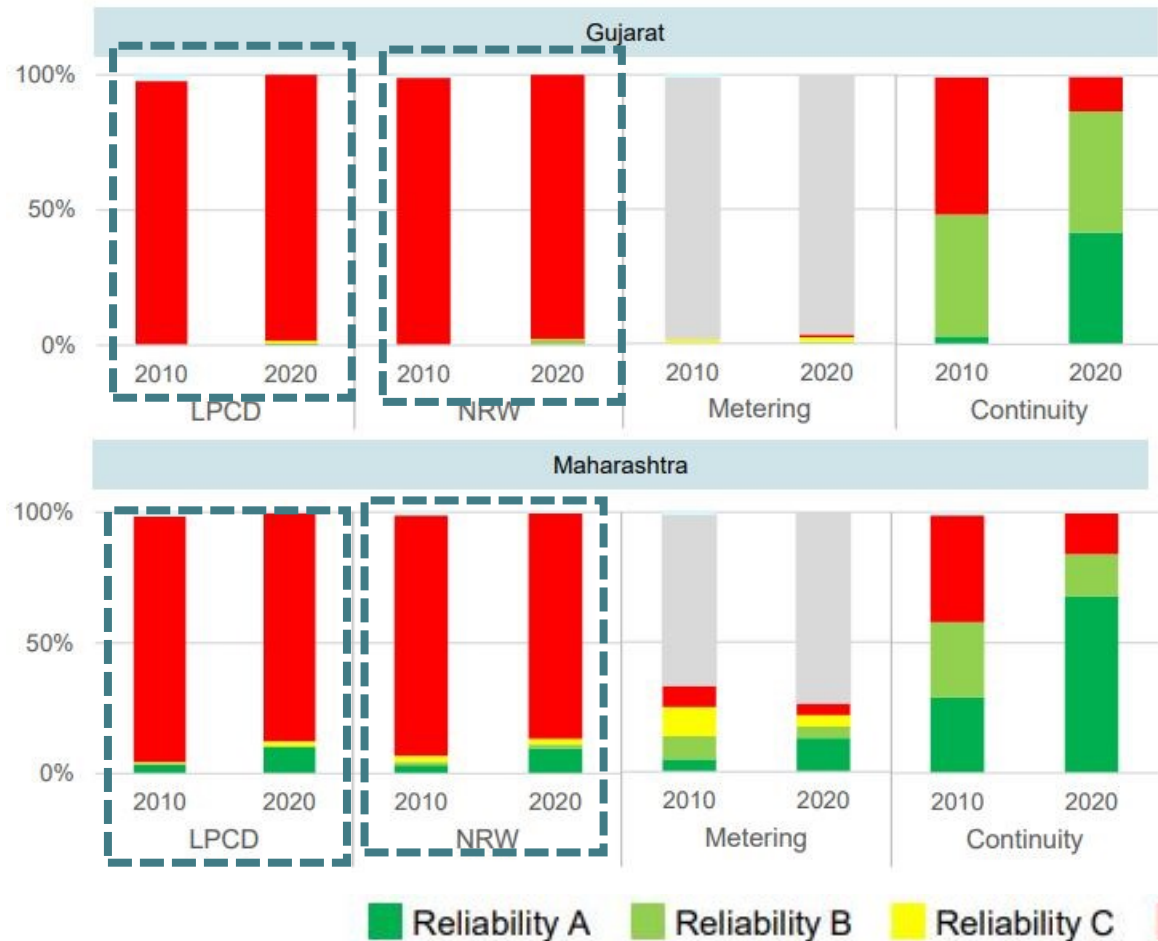 Gujarat
100%
50%
0%
2010 2020 2010 2020 2010 2020 2010 2020
LPCD NRW Metering Continuity
Maharashtra
100%
50%
0%
2010 2020 2010 2020 2010 2020 2010 2020
LPCD NRW Metering Continuity
Reliability A Reliability B Reliability C